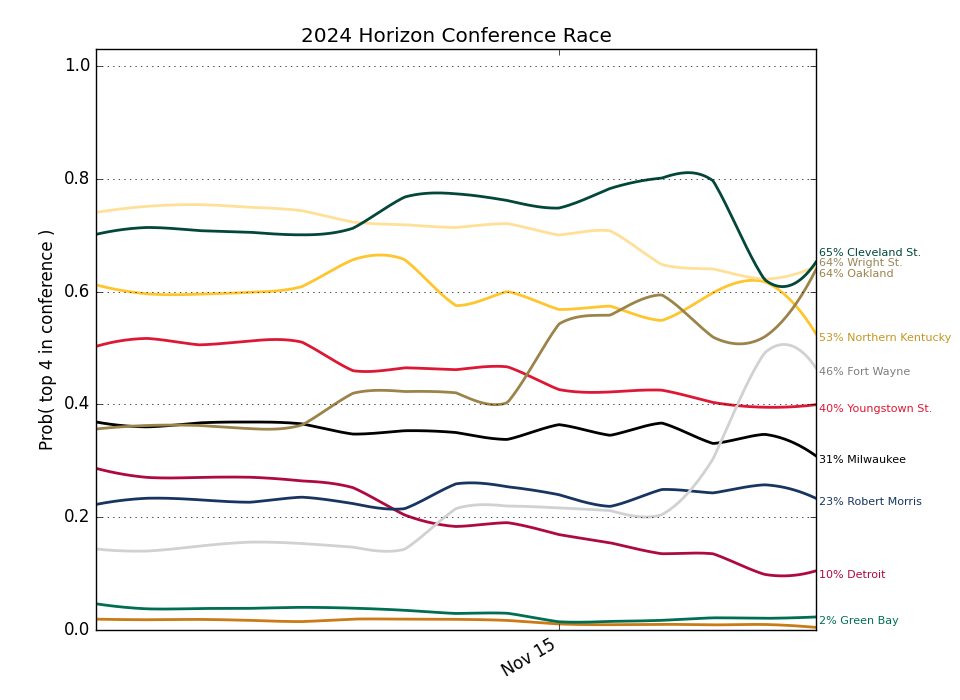 2024 Horizon Conference Race
Prob( top 4 in conference )
1.0
0.8
0.6
0.4
0.2
0.0
Nov 15
65% Cleveland St.
64% Wright St.
64% Oakland
53% Northern Kentucky
46% Fort Wayne
40% Youngstown St.
31% Milwaukee
23% Robert Morris
10% Detroit
2% Green Bay